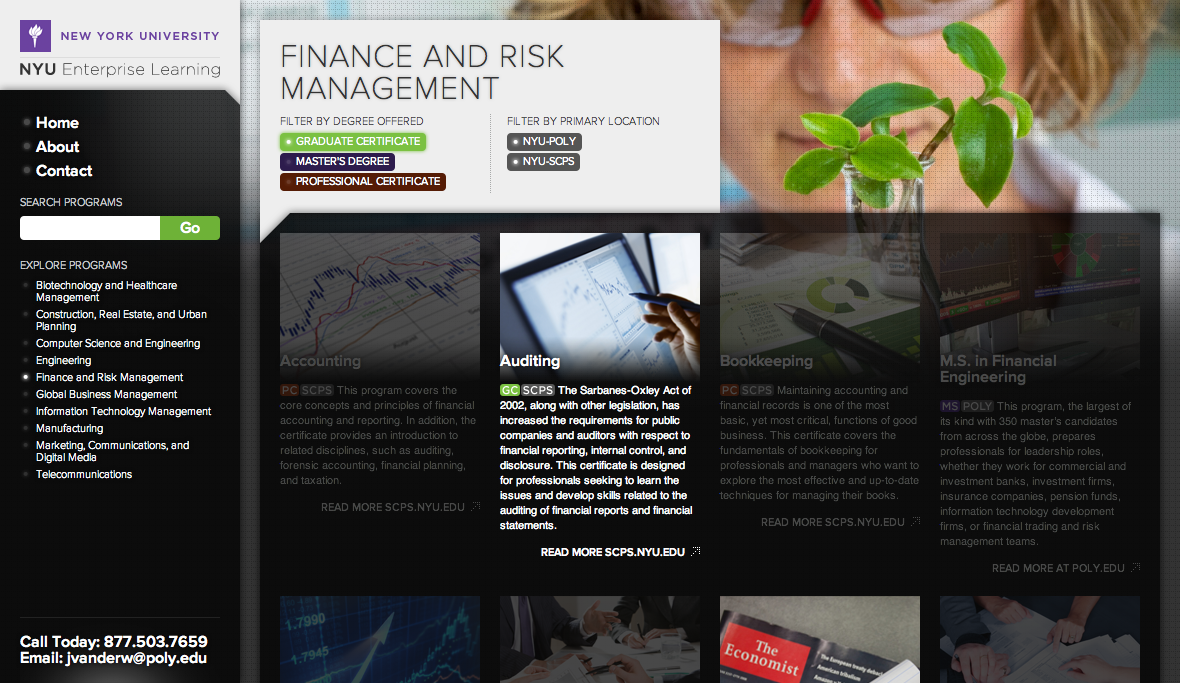 NEW YORK UNIVERSITY
NYU Enterprise Learning
Home
About
Contact
SEARCH PROGRAMS
Go
EXPLORE PROGRAMS
Biotechnology and Healthcare
Management
Construction, Real Estate, and Urban
Planning
Computer Science and Engineering
Engineering
Finance and Risk Management
Global Business Management
Information Technology Management
Manufacturing
Marketing, Communications, and
Digital Media
Telecommunications
Call Today: 877.503.7659
Email: jvanderw@poly.edu
FINANCE AND RISK
MANAGEMENT
FILTER BY DEGREE OFFERED
GRADUATE CERTIFICATE
MASTER'S DEGREE
PROFESSIONAL CERTIFICATE
FILTER BY PRIMARY LOCATION
NYU-POLY
NYU-SCPS
Accounting
PC SCPS This program covers the
core concepts and principles of financial
accounting and reporting. In addition, the
certificate provides an introduction to
related disciplines, such as auditing,
forensic accounting, financial planning,
and taxation.
READ MORE SCPS.NYU.EDU
Auditing
GC SCPS The Sarbanes-Oxley Act of
2002, along with other legislation, has
increased the requirements for public
companies and auditors with respect to
financial reporting, internal control, and
disclosure. This certificate is designed
for professionals seeking to learn the
issues and develop skills related to the
auditing of financial reports and financial
statements.
READ MORE SCPS.NYU.EDU
Bookkeeping
PC SCPS Maintaining accounting and
financial records is one of the most
basic, yet most critical, functions of good
business. This certificate covers the
fundamentals of bookkeeping for
professionals and managers who want to
explore the most effective and up-to-date
techniques for managing their books.
READ MORE SCPS.NYU.EDU
M.S. in Financial
Engineering
MS POLY This program, the largest of
its kind with 350 master's candidates
from across the globe, prepares
professionals for leadership roles,
whether they work for commercial and
investment banks, investment firms,
insurance companies, pension funds,
information technology development
firms, or financial trading and risk
management teams.
READ MORE AT POLY.EDU
1.7990
1.7945
The
Economist
The European treaty
American tribalism